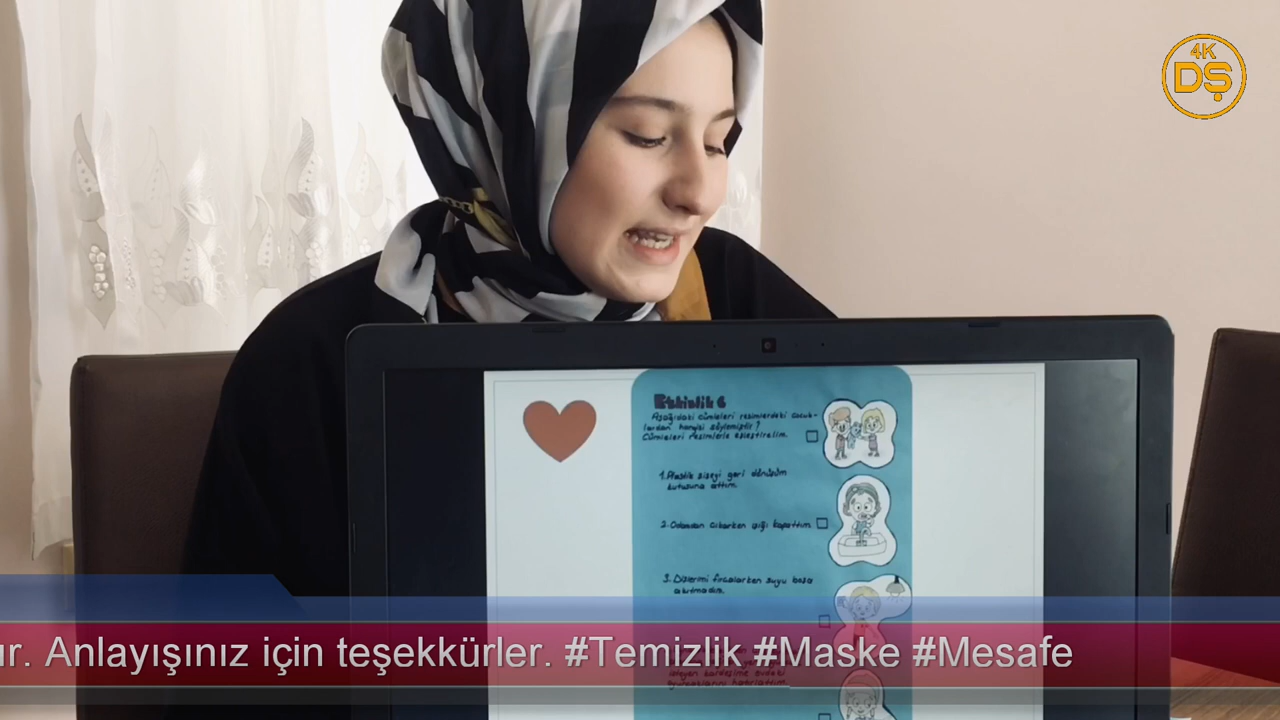 4K
DŞ
Etkinlik 6
Aşağıdaki cümleleri resimlerdeki çocuk-
lardan hangisi söylemiştir?
Cümleleri resimlerle eşleştirelim.
1. Plastik şişeyi geri dönüşüm
kutusuna attım.
2. Odamdan çıkarken ışığı kapattım.
3. Dişlerimi fırçalarken suyu boşa
akıtmadım.
oyuncaklarını hatırlattım.
ır. Anlayışınız için teşekkürler. #Temizlik #Maske #Mesafe